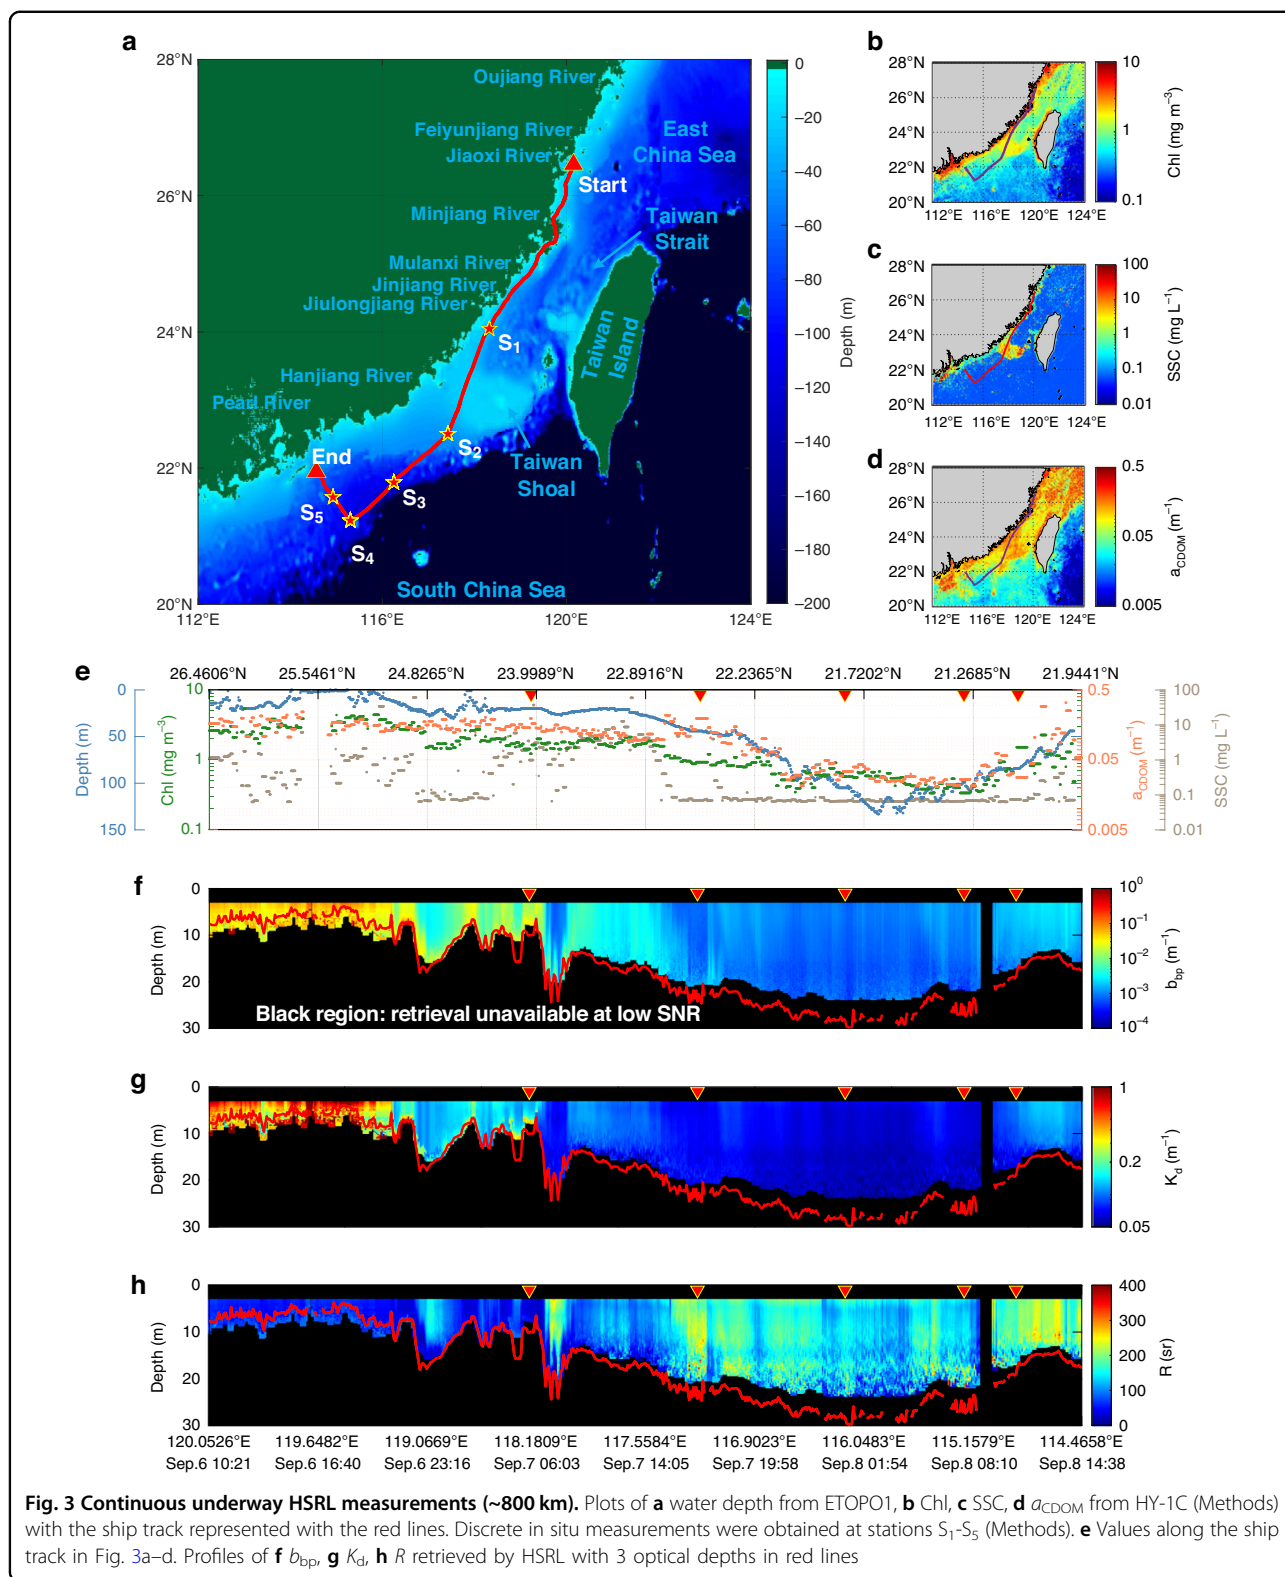 a
28°N
26°N
24°N
22°N
20°N
112°E
116°E
120°E
124°E
Oujiang River
Feiyunjiang River
Jiaoxi River
Minjiang River
Mulanxi River
Jinjiang River
Jiulongjiang River
Hanjiang River
Pearl River
East
China Sea
Start
Taiwan
Strait
Taiwan
Island
Taiwan
Shoal
South China Sea
End
S1
S2
S3
S4
S5
0
−20
−40
−60
−80
−100
−120
−140
−160
−180
−200
Depth (m)
b
28°N
26°N
24°N
22°N
20°N
112°E 116°E 120°E 124°E
10
1
0.1
Chl (mg m−3)
c
28°N
26°N
24°N
22°N
20°N
112°E 116°E 120°E 124°E
100
10
1
0.1
0.01
SSC (mg L−1)
d
28°N
26°N
24°N
22°N
20°N
112°E 116°E 120°E 124°E
0.5
0.05
0.005
aCDOM (m−1)
e
26.4606°N 25.5461°N 24.8265°N 23.9989°N 22.8916°N 22.2365°N 21.7202°N 21.2685°N 21.9441°N
0
50
100
150
Depth (m)
10
1
0.1
Chl (mg m−3)
0.5
0.05
0.005
aCDOM (m−1)
100
10
1
0.1
0.01
SSC (mg L−1)
f
0
10
20
30
Depth (m)
Black region: retrieval unavailable at low SNR
10^0
10^−1
10^−2
10^−3
10^−4
bbp (m−1)
g
0
10
20
30
Depth (m)
1
0.2
0.05
Kd (m−1)
h
0
10
20
30
Depth (m)
400
300
200
100
0
R (sr)
120.0526°E 119.6482°E 119.0669°E 118.1809°E 117.5584°E 116.9023°E 116.0483°E 115.1579°E 114.4658°E
Sep.6 10:21 Sep.6 16:40 Sep.6 23:16 Sep.7 06:03 Sep.7 14:05 Sep.7 19:58 Sep.8 01:54 Sep.8 08:10 Sep.8 14:38
Fig. 3 Continuous underway HSRL measurements (~800 km). Plots of a water depth from ETOPO1, b Chl, c SSC, d aCDOM from HY-1C (Methods)
with the ship track represented with the red lines. Discrete in situ measurements were obtained at stations S1-S5 (Methods). e Values along the ship
track in Fig. 3a–d. Profiles of f bbp, g Kd, h R retrieved by HSRL with 3 optical depths in red lines